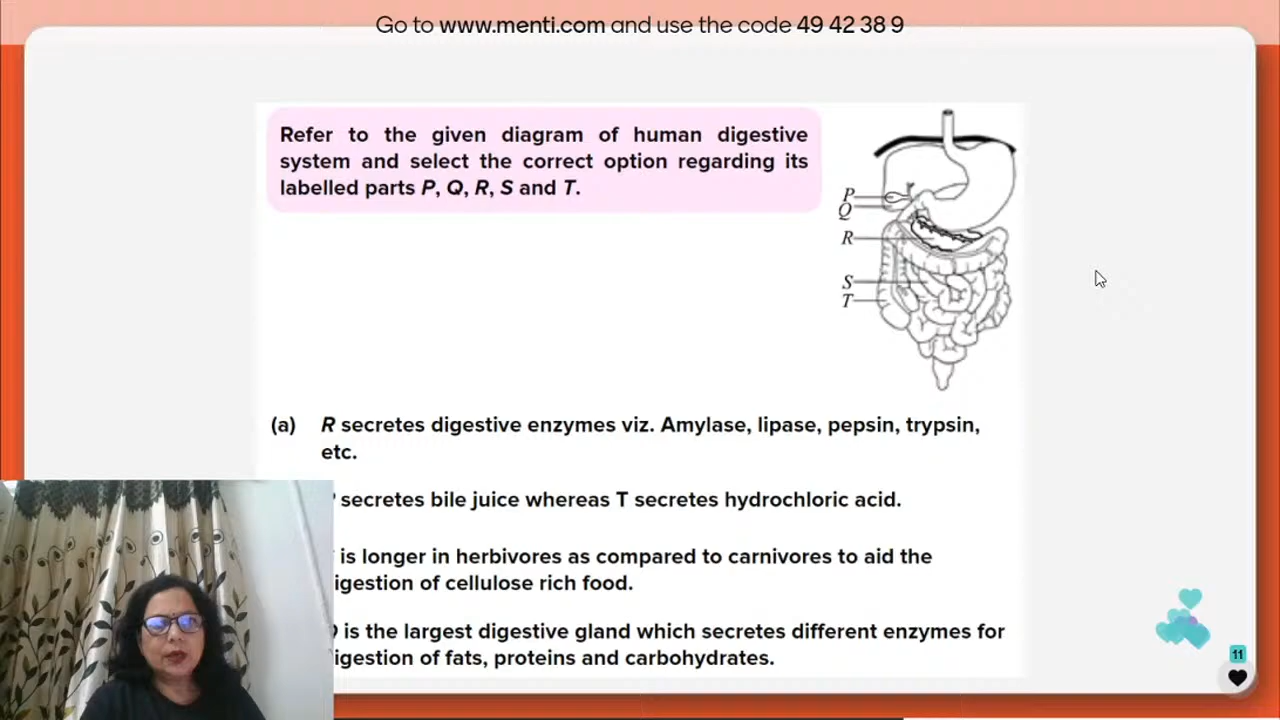 Go to www.menti.com and use the code 49 42 38 9
Refer to the given diagram of human digestive
system and select the correct option regarding its
labelled parts P, Q, R, S and T.
P
Q
R
S
T
(a) R secretes digestive enzymes viz. Amylase, lipase, pepsin, trypsin,
etc.
secretes bile juice whereas T secretes hydrochloric acid.
is longer in herbivores as compared to carnivores to aid the
igestion of cellulose rich food.
is the largest digestive gland which secretes different enzymes for
igestion of fats, proteins and carbohydrates.
11